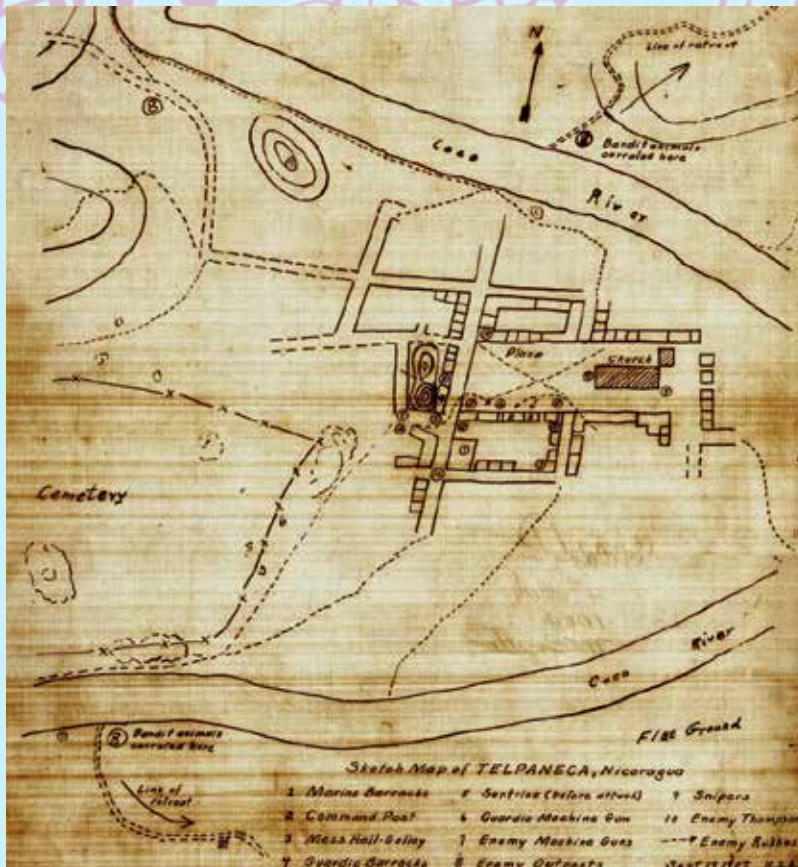 N
Line of retreat
Bandit animals
corraled here
Coco
River
Plaza
Church
Cemetery
Coco
River
Flat Ground
8 Bandit animals
corraled here
Line of
retreat
Sketch Map of TELPANECA, Nicaragua
1 Marine Barracks
2 Command Post
3 Mess Hall-Galley
4 Guardia Barracks
5 Sentries (before attack)
6 Guardia Machine Gun
7 Enemy Machine Guns
8 Enemy Outposts
9 Snipers
10 Enemy Thompson
Enemy Rushes